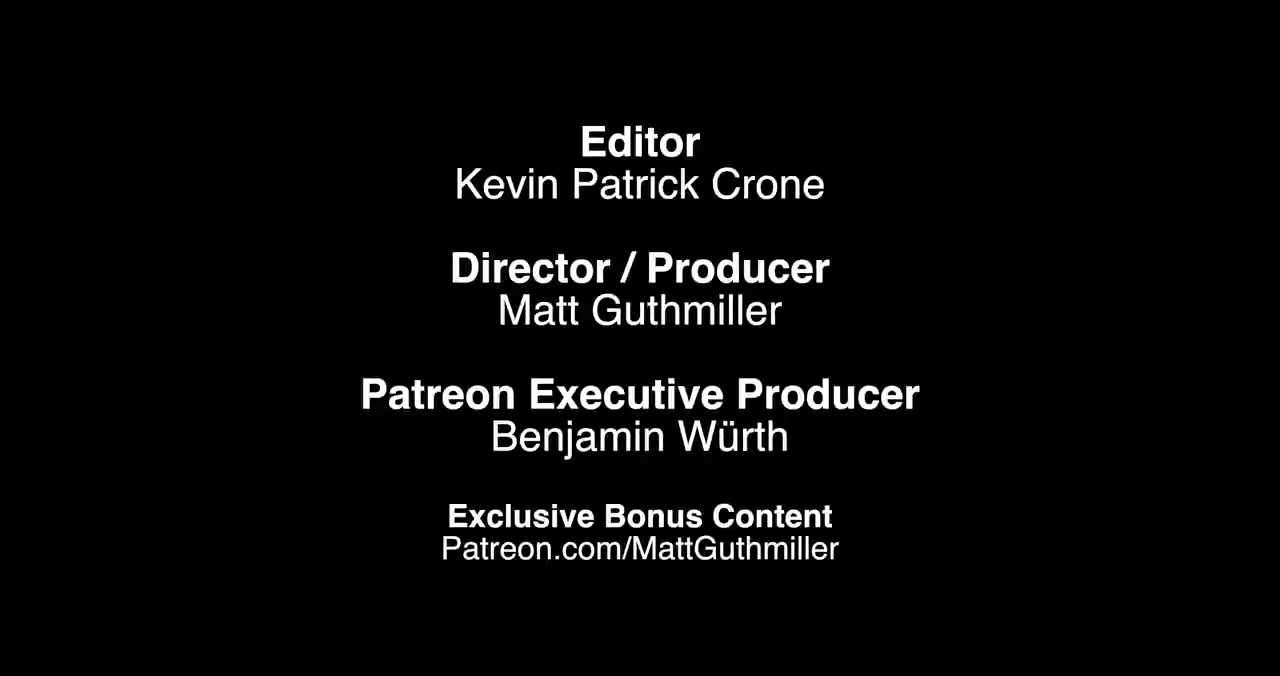 Editor
Kevin Patrick Crone
Director / Producer
Matt Guthmiller
Patreon Executive Producer
Benjamin Würth
Exclusive Bonus Content
Patreon.com/MattGuthmiller